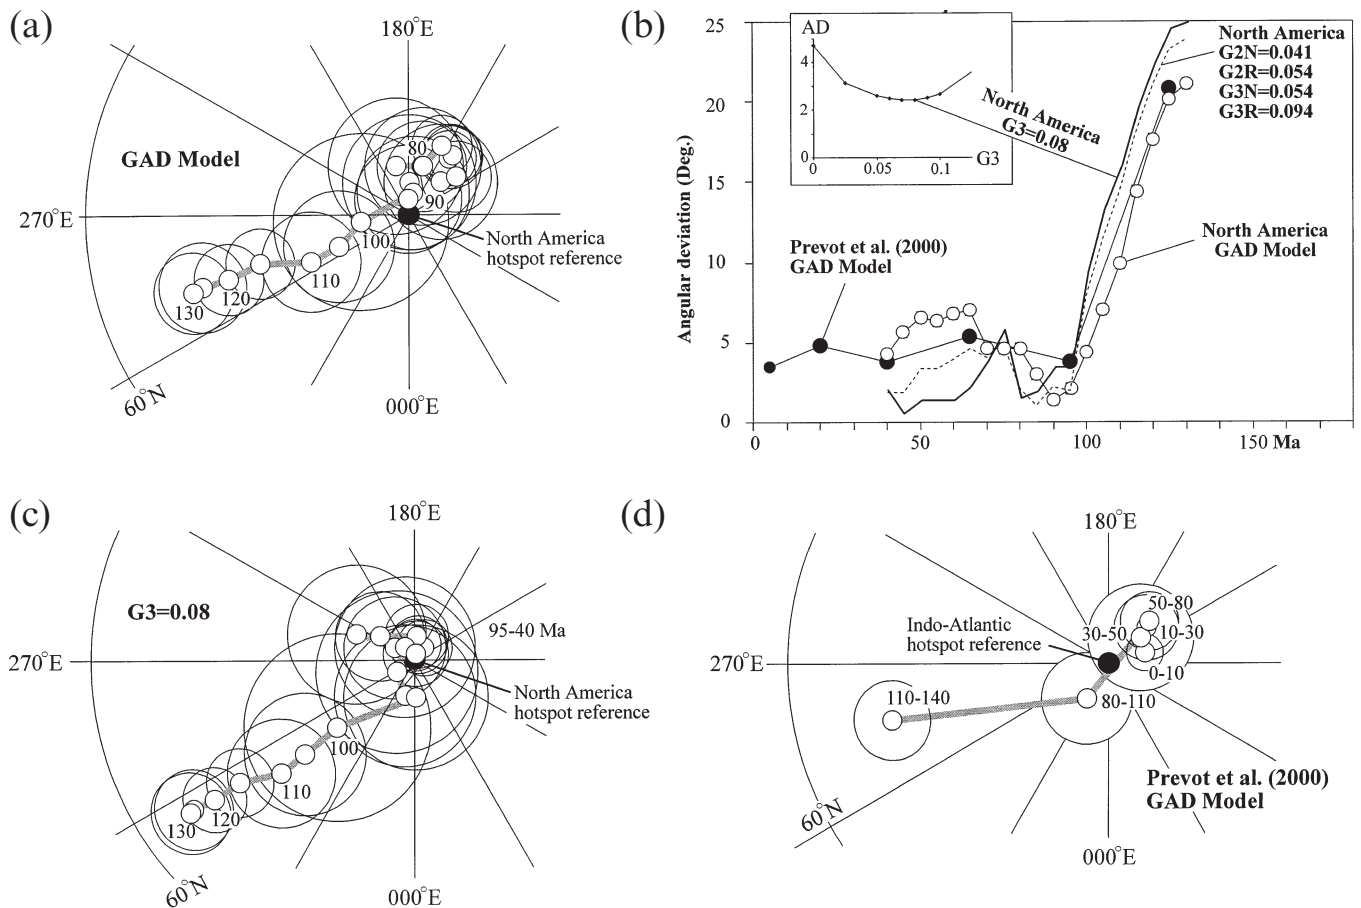 (a)
180°E
GAD Model
80
90
270°E
100
North America
hotspot reference
110
120
130
60°N
000°E
(b)
25
20
15
10
5
0
Angular deviation (Deg.)
AD
4
2
0
0
0.05
0.1
G3
North America
G3=0.08
North America
G2N=0.041
G2R=0.054
G3N=0.054
G3R=0.094
Prevot et al. (2000)
GAD Model
North America
GAD Model
0
50
100
150 Ma
(c)
180°E
G3=0.08
95-40 Ma
270°E
North America
hotspot reference
100
110
120
130
60°N
000°E
(d)
180°E
50-80
Indo-Atlantic
hotspot reference
30-50
10-30
270°E
0-10
110-140
80-110
Prevot et al. (2000)
GAD Model
60°N
000°E